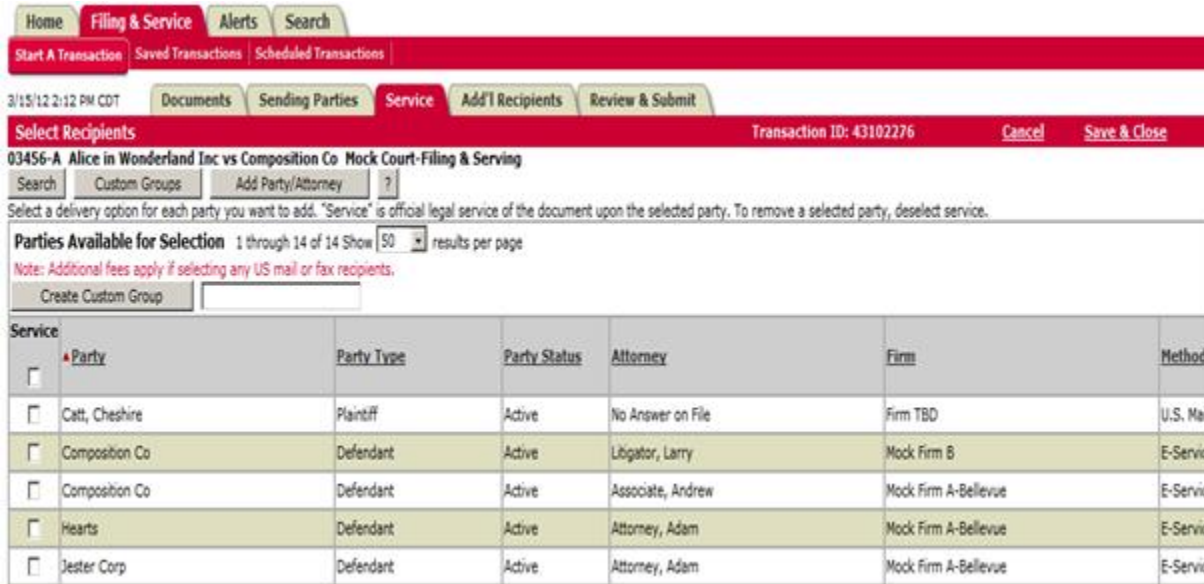 Home Filing & Service Alerts Search
Start A Transaction Saved Transactions Scheduled Transactions
3/15/12 2:12 PM CDT Documents Sending Parties Service Add'l Recipients Review & Submit
Select Recipients Transaction ID: 43102276 Cancel Save & Close
03456-A Alice in Wonderland Inc vs Composition Co Mock Court-Filing & Serving
Search Custom Groups Add Party/Attorney ?
Select a delivery option for each party you want to add. "Service" is official legal service of the document upon the selected party. To remove a selected party, deselect service.
Parties Available for Selection 1 through 14 of 14 Show 50 results per page
Note: Additional fees apply if selecting any US mail or fax recipients.
Create Custom Group
Service
Party Party Type Party Status Attorney Firm Method
Catt, Cheshire Plaintiff Active No Answer on File Firm TBD U.S. Ma
Composition Co Defendant Active Litigator, Larry Mock Firm B E-Servic
Composition Co Defendant Active Associate, Andrew Mock Firm A-Bellevue E-Servic
Hearts Defendant Active Attorney, Adam Mock Firm A-Bellevue E-Servic
Jester Corp Defendant Active Attorney, Adam Mock Firm A-Bellevue E-Servic